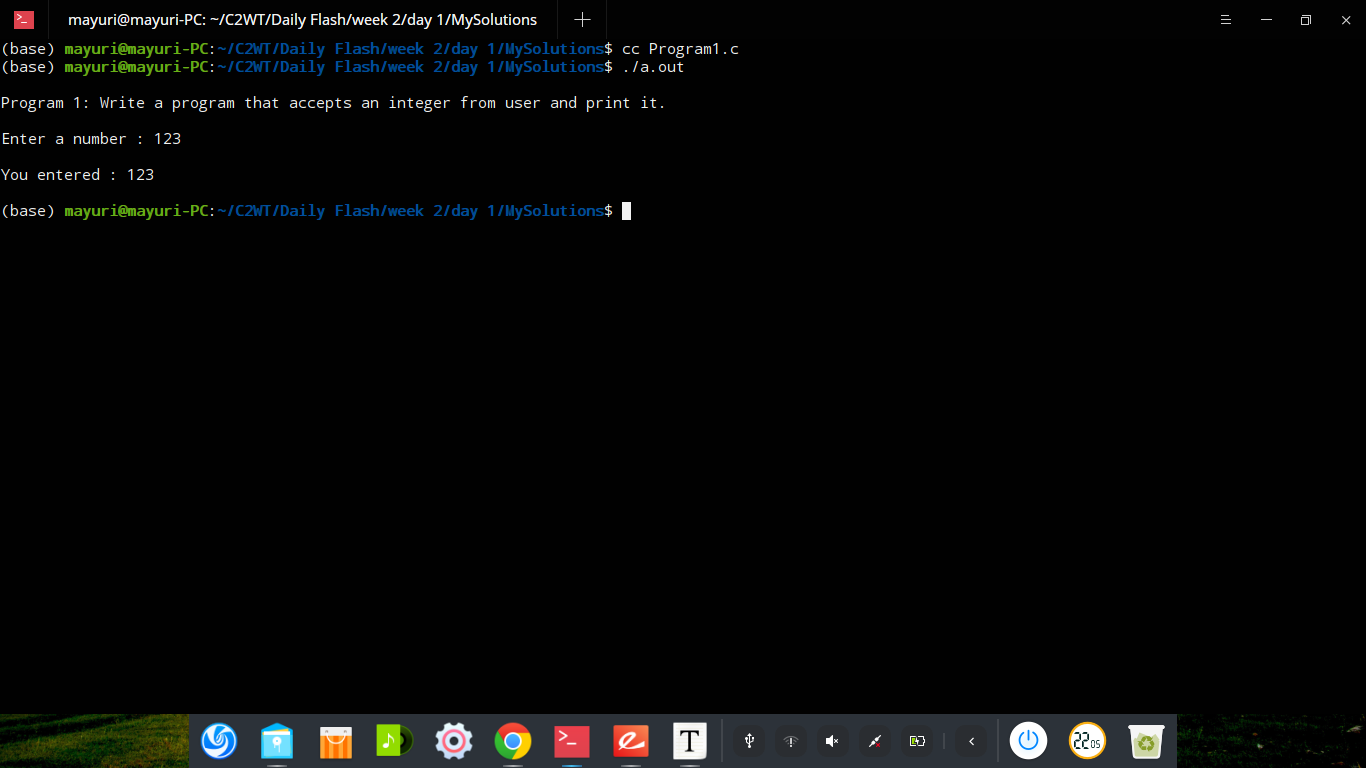 mayuri@mayuri-PC: ~/C2WT/Daily Flash/week 2/day 1/MySolutions
(base) mayuri@mayuri-PC:~/C2WT/Daily Flash/week 2/day 1/MySolutions$ cc Program1.c
(base) mayuri@mayuri-PC:~/C2WT/Daily Flash/week 2/day 1/MySolutions$ ./a.out
Program 1: Write a program that accepts an integer from user and print it.
Enter a number : 123
You entered : 123
(base) mayuri@mayuri-PC:~/C2WT/Daily Flash/week 2/day 1/MySolutions$
T
22 05